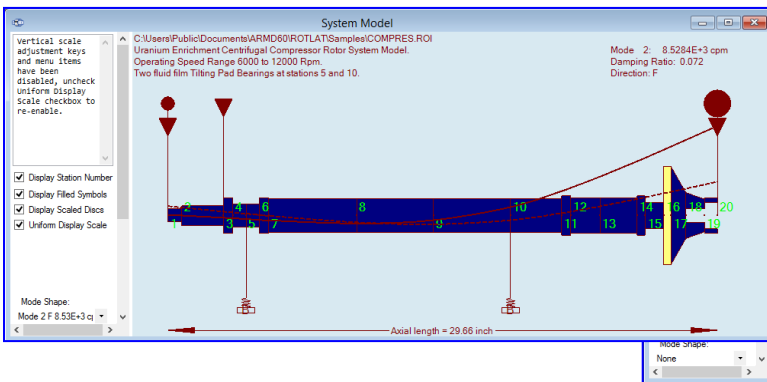 System Model
Vertical scale
adjustment keys
and menu items
have been
disabled, uncheck
Uniform Display
Scale checkbox to
re-enable.
Display Station Number
Display Filled Symbols
Display Scaled Discs
Uniform Display Scale
Mode Shape:
Mode 2 F 8.53E+3 c
C:\Users\Public\Documents\ARMD60\ROTLAT\Samples\COMPRES.ROI
Uranium Enrichment Centrifugal Compressor Rotor System Model.
Operating Speed Range 6000 to 12000 Rpm.
Two fluid film Tilting Pad Bearings at stations 5 and 10.
Mode 2: 8.5284E+3 cpm
Damping Ratio: 0.072
Direction: F
2 4 6 8 10 12 14 16 18 20
1 3 5 7 9 11 13 15 17 19
B B
Axial length = 29.66 inch
Mode Shape:
None